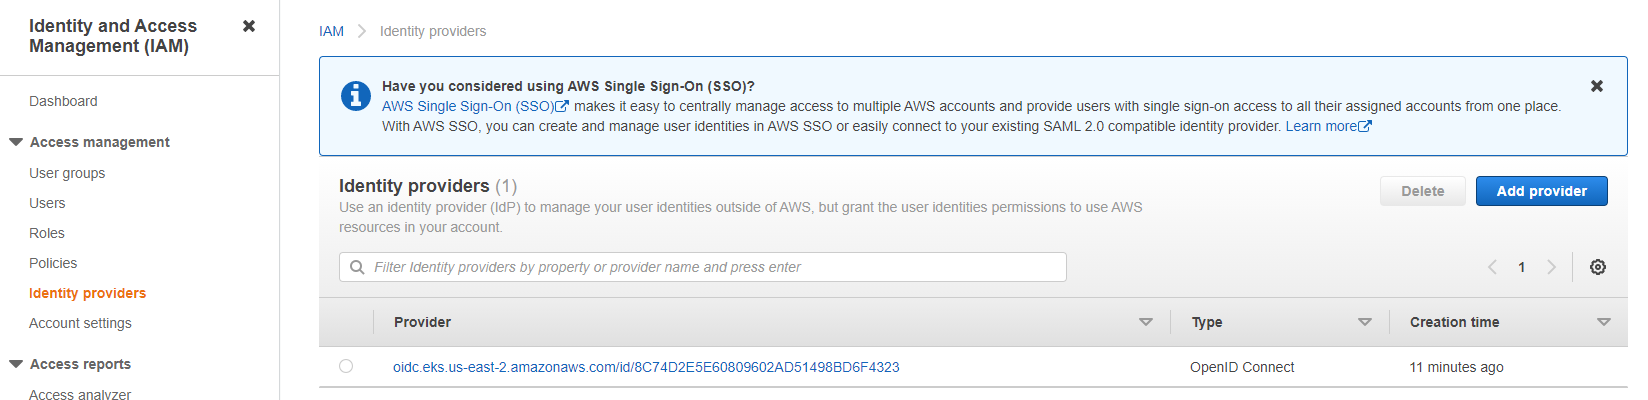 Identity and Access
Management (IAM)
Dashboard
Access management
User groups
Users
Roles
Policies
Identity providers
Account settings
Access reports
Access analyzer
IAM
Identity providers
Have you considered using AWS Single Sign-On (SSO)?
AWS Single Sign-On (SSO) makes it easy to centrally manage access to multiple AWS accounts and provide users with single sign-on access to all their assigned accounts from one place.
With AWS SSO, you can create and manage user identities in AWS SSO or easily connect to your existing SAML 2.0 compatible identity provider. Learn more
Identity providers (1)
Delete
Add provider
Use an identity provider (IdP) to manage your user identities outside of AWS, but grant the user identities permissions to use AWS
resources in your account.
Filter Identity providers by property or provider name and press enter
1
Provider
Type
Creation time
oidc.eks.us-east-2.amazonaws.com/id/8C74D2E5E60809602AD51498BD6F4323
OpenID Connect
11 minutes ago